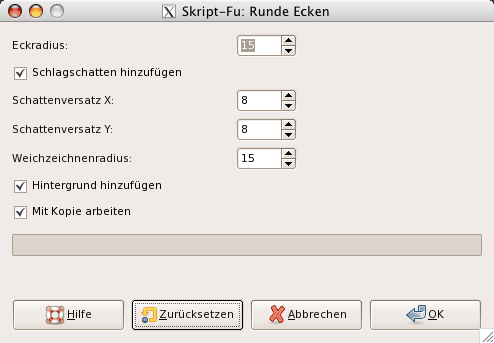 Skript-Fu: Runde Ecken
Eckradius: 15
Schlagschatten hinzufügen
Schattenversatz X: 8
Schattenversatz Y: 8
Weichzeichnenradius: 15
Hintergrund hinzufügen
Mit Kopie arbeiten
Hilfe Zurücksetzen Abbrechen OK